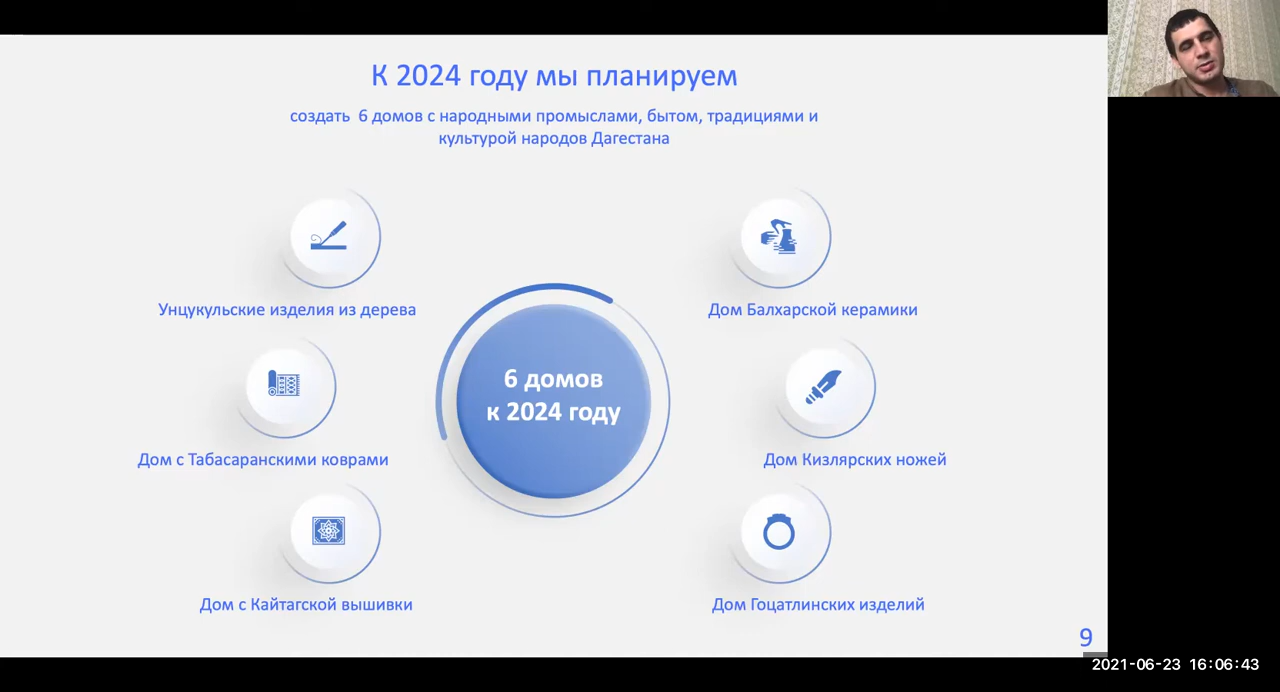 К 2024 году мы планируем
создать 6 домов с народными промыслами, бытом, традициями и
культурой народов Дагестана
Унцукульские изделия из дерева
Дом Балхарской керамики
6 домов
к 2024 году
Дом с Табасаранскими коврами
Дом Кизлярских ножей
Дом с Кайтагской вышивки
Дом Гоцатлинских изделий
9
2021-06-23 16:06:43